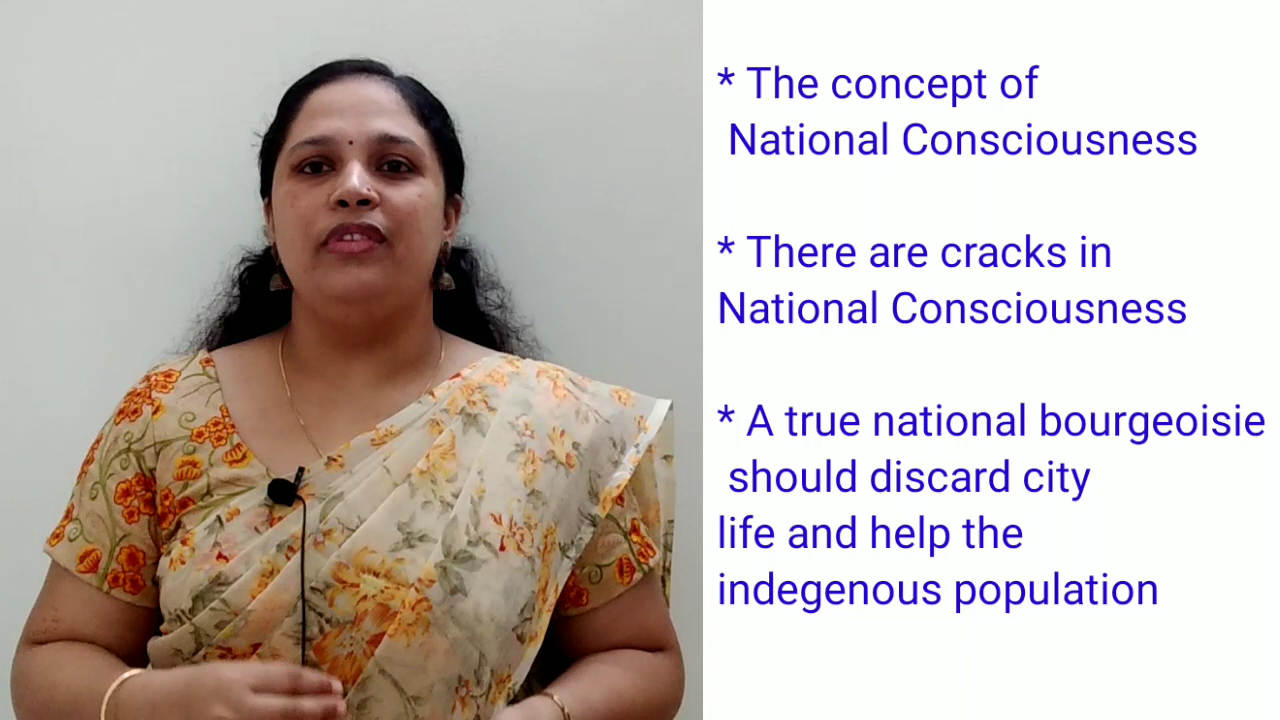 * The concept of
National Consciousness
* There are cracks in
National Consciousness
* A true national bourgeoisie
should discard city
life and help the
indegenous population